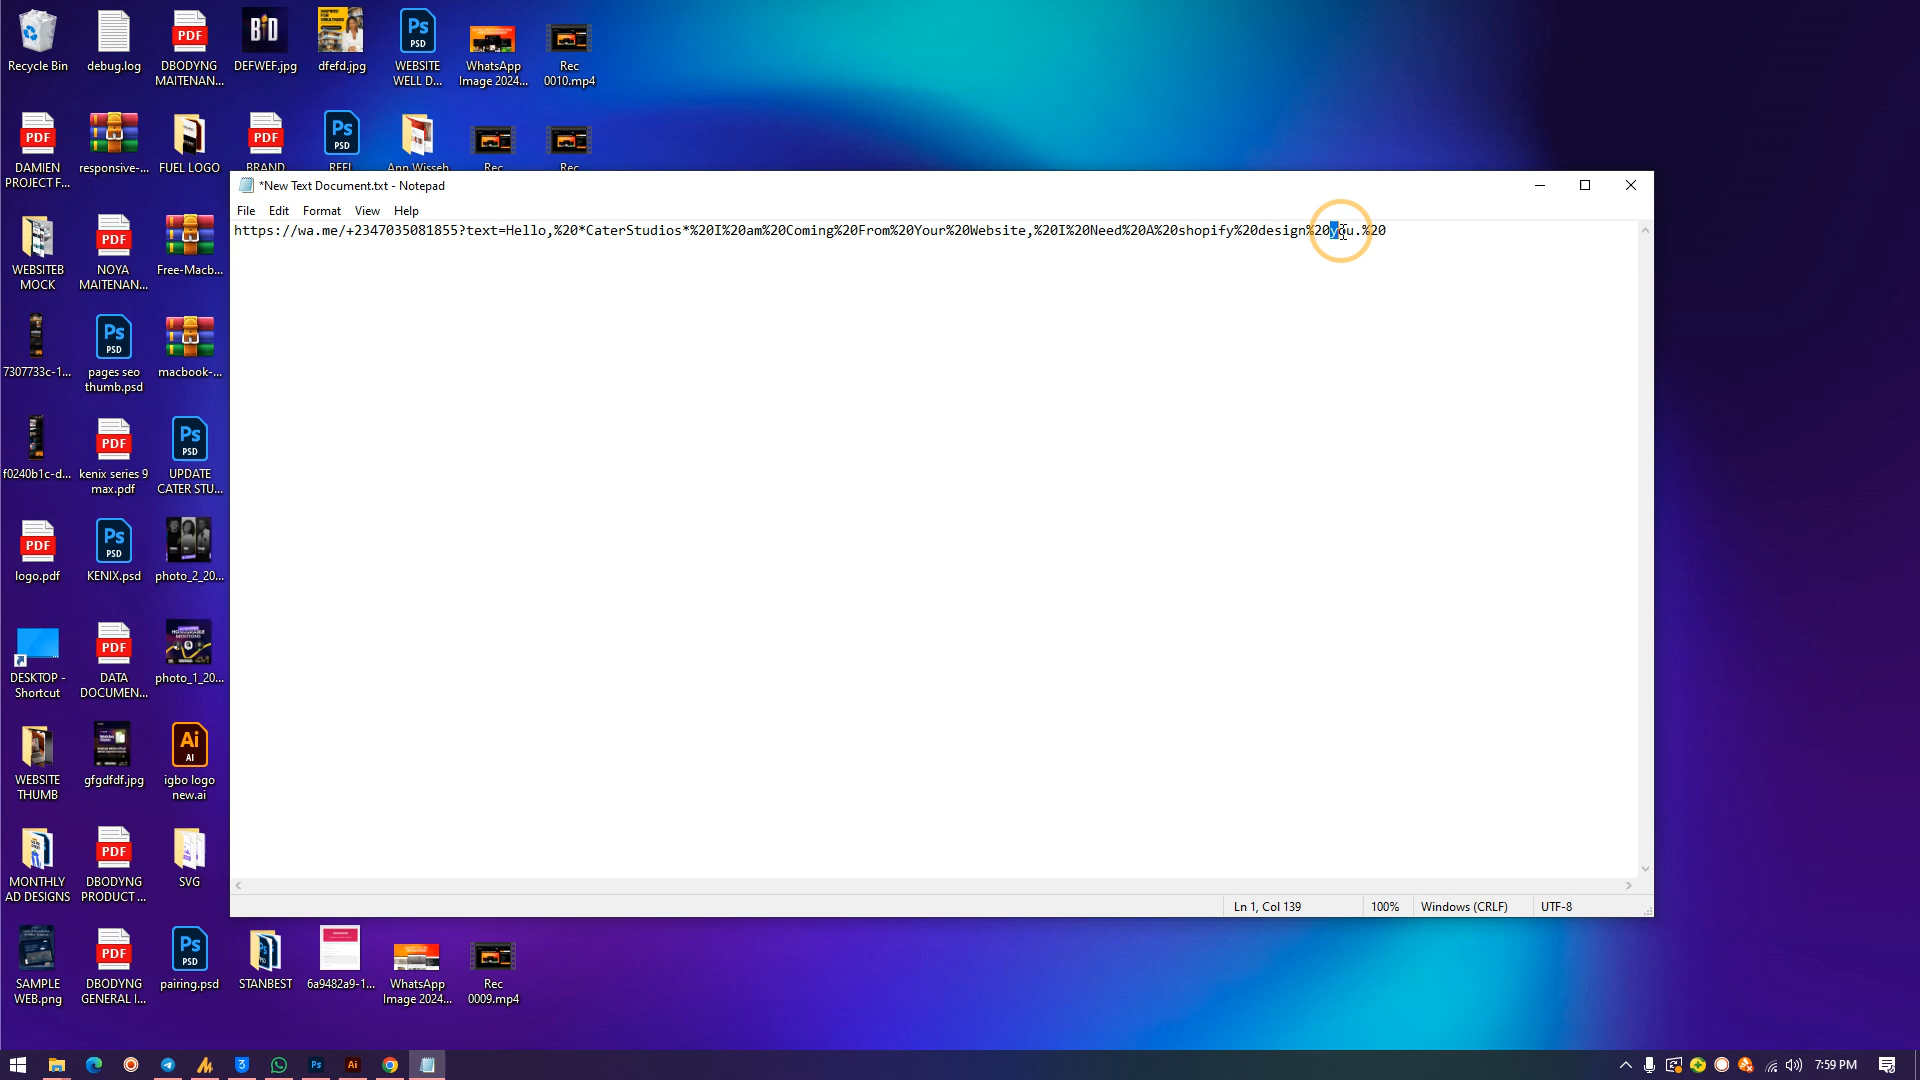 Recycle Bin
debug.log
DBODYNG
MAITENAN...
DEFWEF.jpg
dfefd.jpg
WEBSITE
WELL D...
WhatsApp
Image 2024...
Rec
0010.mp4
DAMIEN
PROJECT F...
responsive-...
FUEL LOGO
BRAND
REEL
Ann Wisseh
Rec
Rec
*New Text Document.txt - Notepad
File Edit Format View Help
https://wa.me/+2347035081855?text=Hello,%20*CaterStudios*%20I%20am%20Coming%20From%20Your%20Website,%20I%20Need%20A%20shopify%20design%20you.%20
WEBSITEB
MOCK
NOYA
MAITENAN...
Free-Macb...
7307733c-1...
pages seo
thumb.psd
macbook-...
f0240b1c-d...
kenix series 9
max.pdf
UPDATE
CATER STU...
logo.pdf
KENIX.psd
photo_2_20...
DESKTOP -
Shortcut
DATA
DOCUMEN...
photo_1_20...
WEBSITE
THUMB
gfgdfdf.jpg
igbo logo
new.ai
MONTHLY
AD DESIGNS
DBODYNG
PRODUCT ...
SVG
Ln 1, Col 139
100%
Windows (CRLF)
UTF-8
SAMPLE
WEB.png
DBODYNG
GENERAL I...
pairing.psd
STANBEST
6a9482a9-1...
WhatsApp
Image 2024...
Rec
0009.mp4
7:59 PM